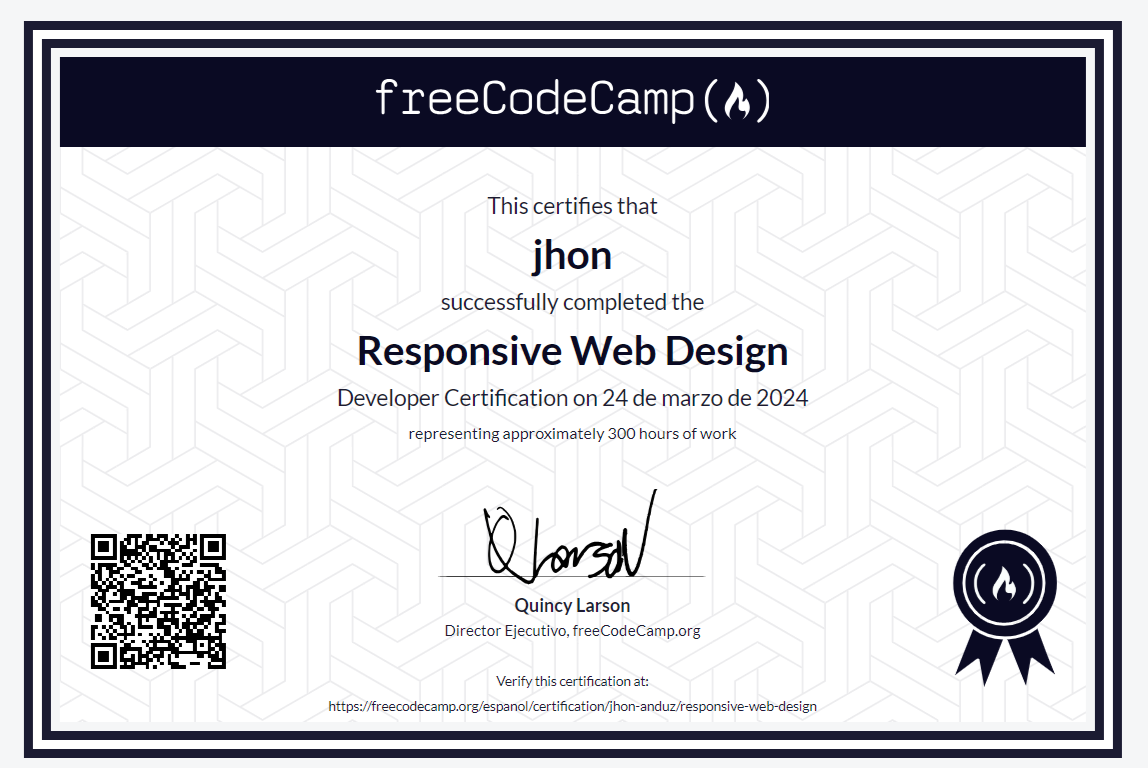 freeCodeCamp
This certifies that
jhon
successfully completed the
Responsive Web Design
Developer Certification on 24 de marzo de 2024
representing approximately 300 hours of work
Quincy Larson
Director Ejecutivo, freeCodeCamp.org
Verify this certification at:
https://freecodecamp.org/espanol/certification/jhon-anduz/responsive-web-design